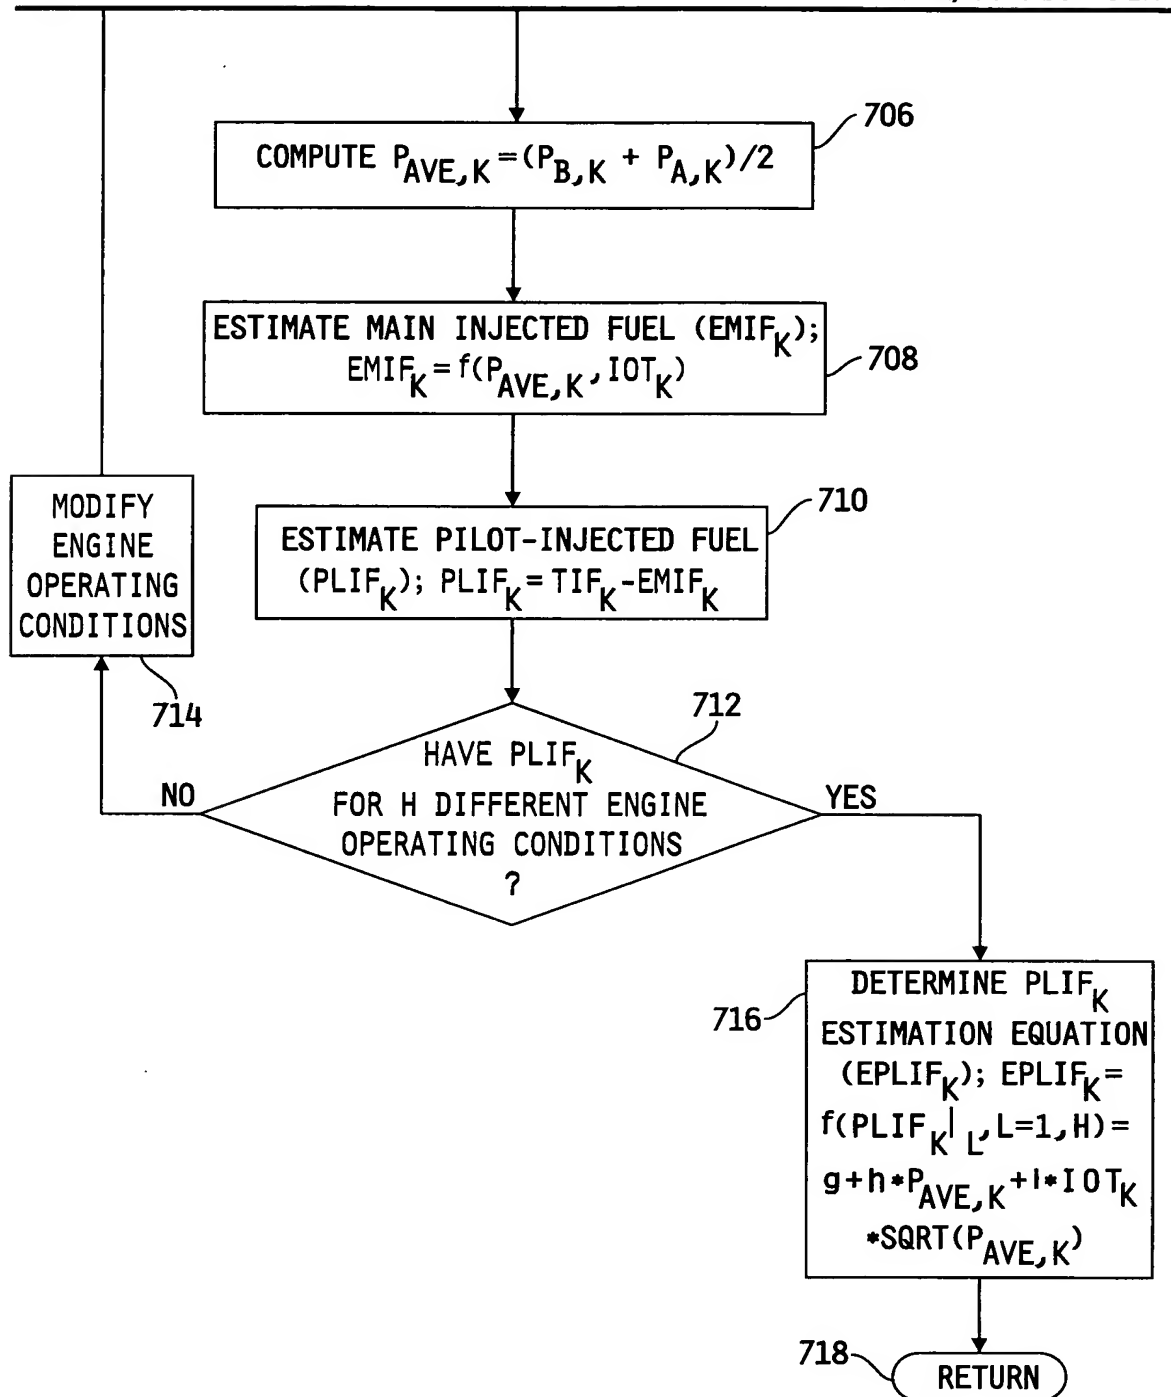 706
COMPUTE P_AVE,K=(P_B,K + P_A,K)/2
ESTIMATE MAIN INJECTED FUEL (EMIF_K);
EMIF_K=f(P_AVE,K,IOT_K)
708
710
ESTIMATE PILOT-INJECTED FUEL
(PLIF_K); PLIF_K=TIF_K-EMIF_K
MODIFY
ENGINE
OPERATING
CONDITIONS
714
712
HAVE PLIF_K
FOR H DIFFERENT ENGINE
OPERATING CONDITIONS
?
NO
YES
716
DETERMINE PLIF_K
ESTIMATION EQUATION
(EPLIF_K); EPLIF_K=
f(PLIF_K|_L,L=1,H)=
g+h*P_AVE,K+i*IOT_K
*SQRT(P_AVE,K)
718
RETURN